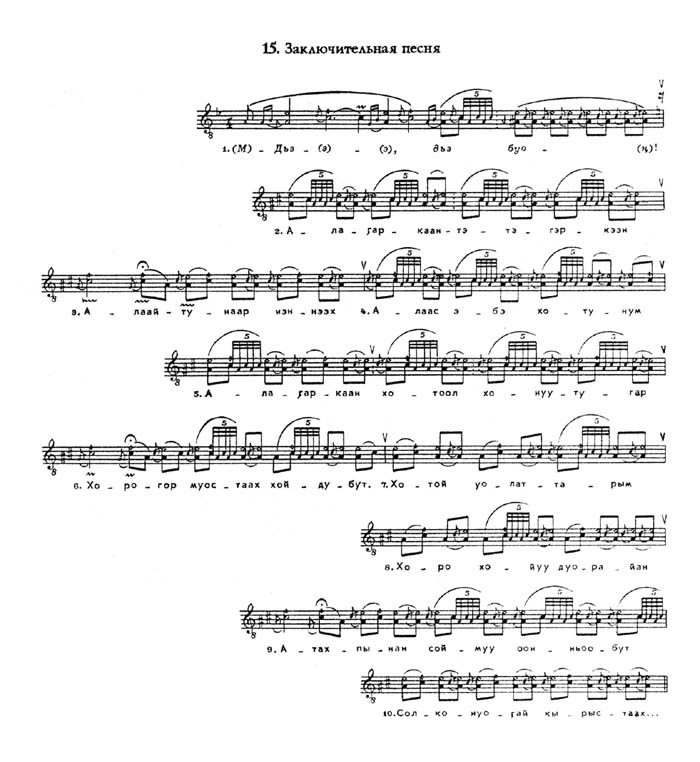 15. Заключительная песня
1. (М) - Дьэ - (э) - (э), дьэ буо - (ҥ)!
2. А - ла - ҕар - каан - тэ - тэ - гэр - кээн
3. А - лаай - ту - наар иэн - нээх 4. А - лаас э - бэ хо - ту - нум
5. А - ла - ҕар - каан хо - тоол хо - нуу - ту - гар
6. Хо - ро - гор муос - таах хой - ду - бут. 7. Хо - той уо - лат - та - рым
8. Хо - ро хо - йуу дуо - ра - йан
9. А - тах - пы - нан сой - муу оон - ньоо - бут
10. Сол - ко - нуо - ҕай кы - рыс - таах...